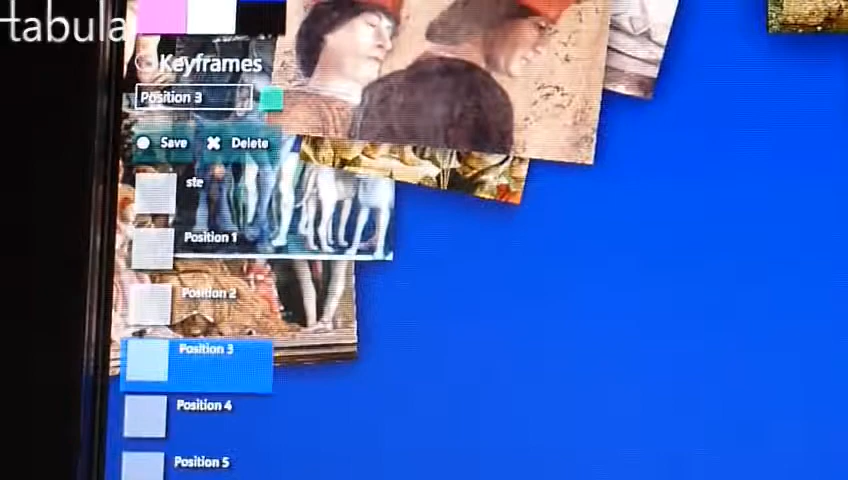 tabula
Keyframes
Position 3
Save Delete
ste
Position 1
Position 2
Position 3
Position 4
Position 5